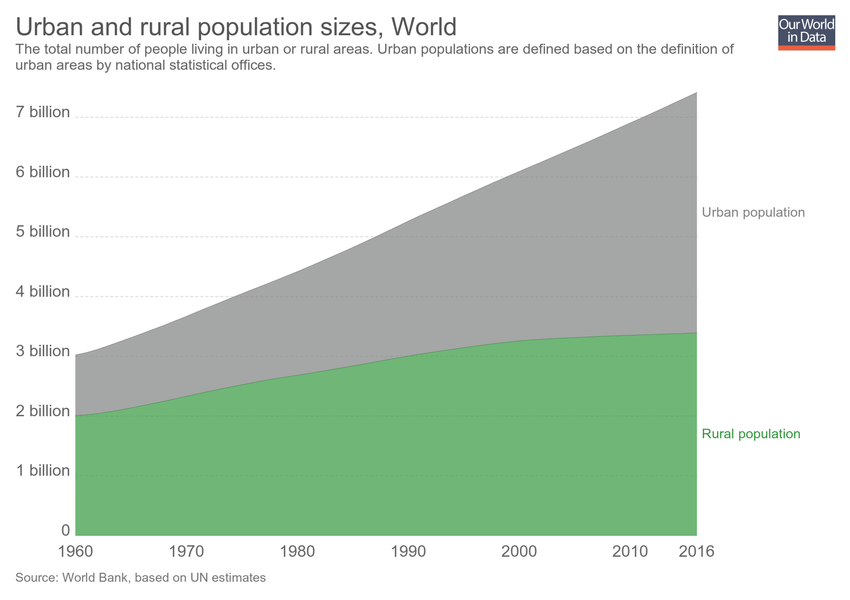 Urban and rural population sizes, World
Our World
in Data
The total number of people living in urban or rural areas. Urban populations are defined based on the definition of
urban areas by national statistical offices.
7 billion
6 billion
5 billion
4 billion
3 billion
2 billion
1 billion
0
Urban population
Rural population
1960
1970
1980
1990
2000
2010
2016
Source: World Bank, based on UN estimates